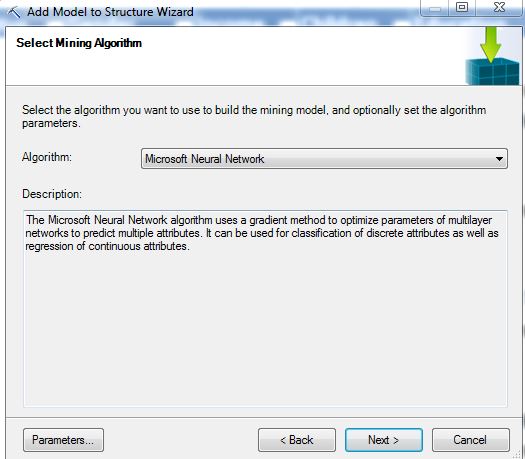 Add Model to Structure Wizard
Select Mining Algorithm
Select the algorithm you want to use to build the mining model, and optionally set the algorithm
parameters.
Algorithm:
Microsoft Neural Network
Description:
The Microsoft Neural Network algorithm uses a gradient method to optimize parameters of multilayer
networks to predict multiple attributes. It can be used for classification of discrete attributes as well as
regression of continuous attributes.
Parameters...
< Back
Next >
Cancel